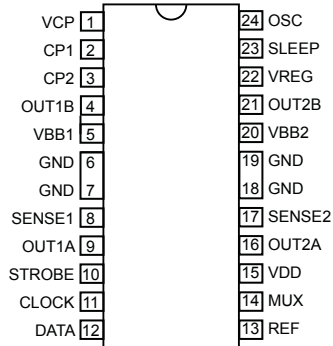 VCP 1 24 OSC
CP1 2 23 SLEEP
CP2 3 22 VREG
OUT1B 4 21 OUT2B
VBB1 5 20 VBB2
GND 6 19 GND
GND 7 18 GND
SENSE1 8 17 SENSE2
OUT1A 9 16 OUT2A
STROBE 10 15 VDD
CLOCK 11 14 MUX
DATA 12 13 REF